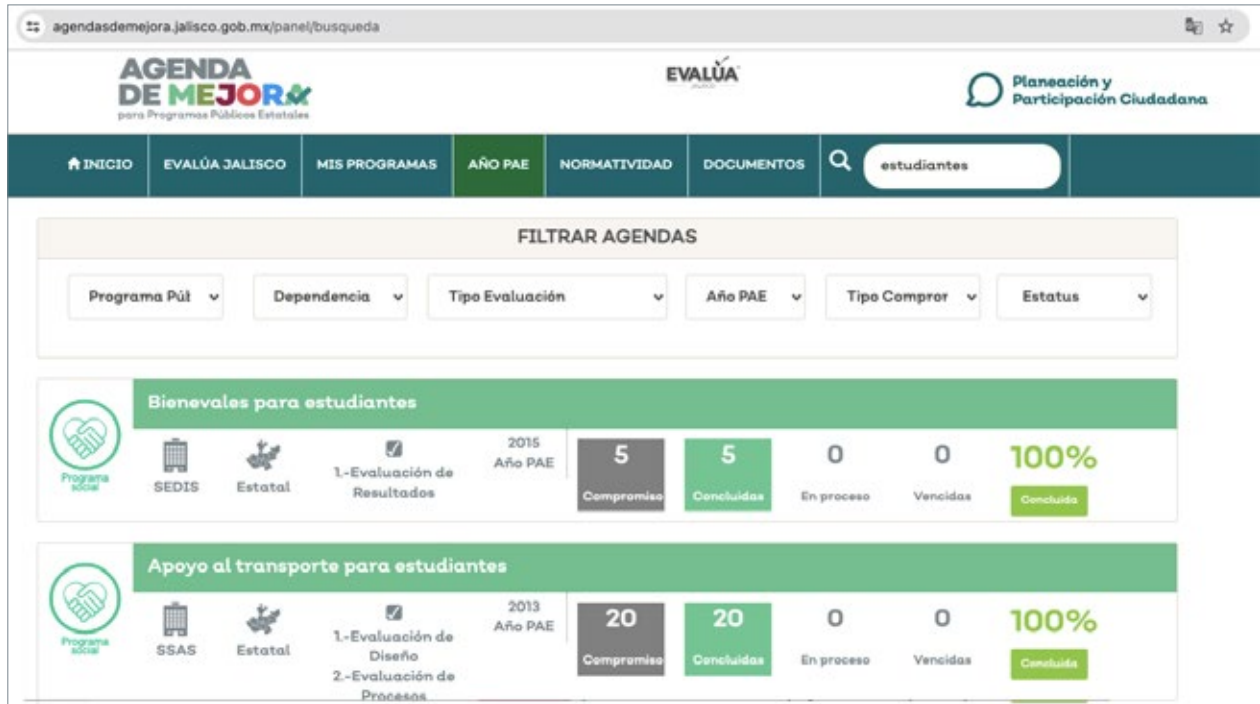 agendasdemejora.jalisco.gob.mx/panel/busqueda
AGENDA
DE MEJORA
para Programas Públicos Estatales
EVALÚA
Planeación y
Participación Ciudadana
INICIO
EVALÚA JALISCO
MIS PROGRAMAS
AÑO PAE
NORMATIVIDAD
DOCUMENTOS
estudiantes
FILTRAR AGENDAS
Programa Púl
Dependencia
Tipo Evaluación
Año PAE
Tipo Compror
Estatus
Bienevales para estudiantes
Programa
social
SEDIS
Estatal
1.-Evaluación de
Resultados
2015
Año PAE
5
Compromiso
5
Concluidas
0
En proceso
0
Vencidas
100%
Concluida
Apoyo al transporte para estudiantes
Programa
social
SSAS
Estatal
1.-Evaluación de
Diseño
2.-Evaluación de
Procesos
2013
Año PAE
20
Compromiso
20
Concluidas
0
En proceso
0
Vencidas
100%
Concluida